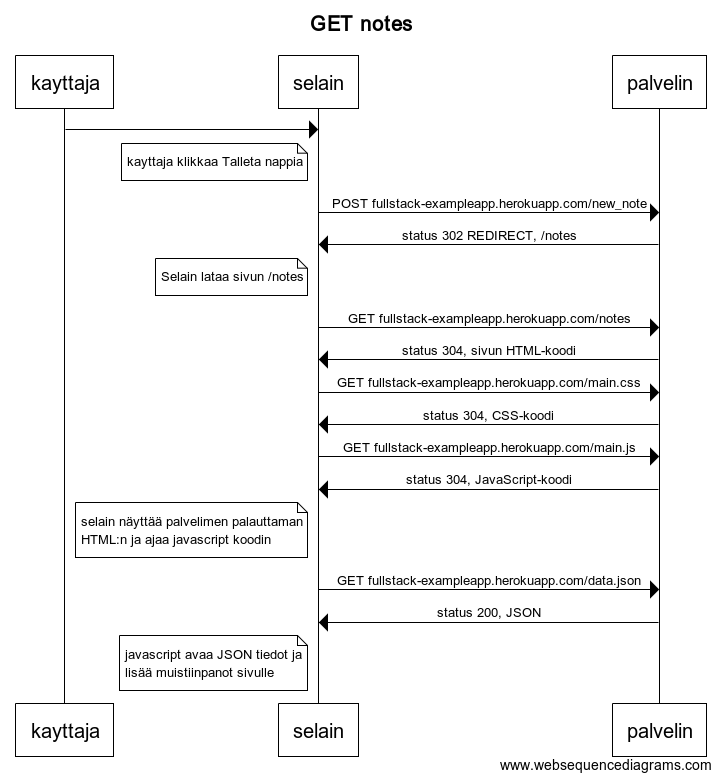 GET notes
kayttaja
selain
palvelin
kayttaja klikkaa Talleta nappia
POST fullstack-exampleapp.herokuapp.com/new_note
status 302 REDIRECT, /notes
Selain lataa sivun /notes
GET fullstack-exampleapp.herokuapp.com/notes
status 304, sivun HTML-koodi
GET fullstack-exampleapp.herokuapp.com/main.css
status 304, CSS-koodi
GET fullstack-exampleapp.herokuapp.com/main.js
status 304, JavaScript-koodi
selain näyttää palvelimen palauttaman
HTML:n ja ajaa javascript koodin
GET fullstack-exampleapp.herokuapp.com/data.json
status 200, JSON
javascript avaa JSON tiedot ja
lisää muistiinpanot sivulle
kayttaja
selain
palvelin
www.websequencediagrams.com